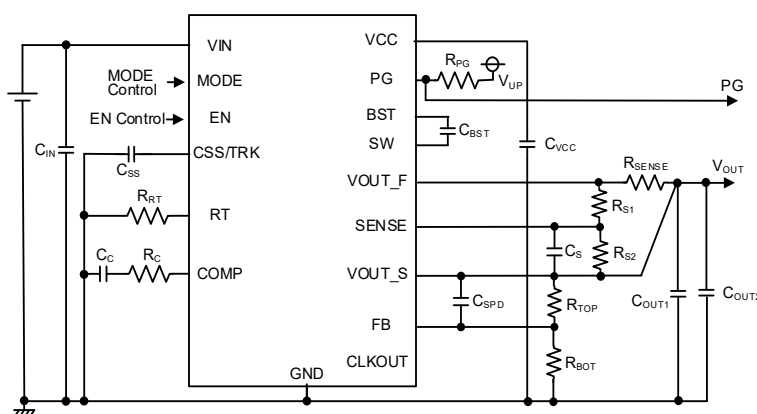 VIN
VCC
R_PG
V_UP
MODE
Control
MODE
PG
PG
EN Control
EN
BST
C_BST
SW
C_IN
C_SS
CSS/TRK
C_VCC
R_SENSE
V_OUT
VOUT_F
R_S1
R_RT
RT
SENSE
C_S
R_S2
C_C
R_C
COMP
VOUT_S
C_SPD
R_TOP
C_OUT1
C_OUT2
FB
CLKOUT
R_BOT
GND